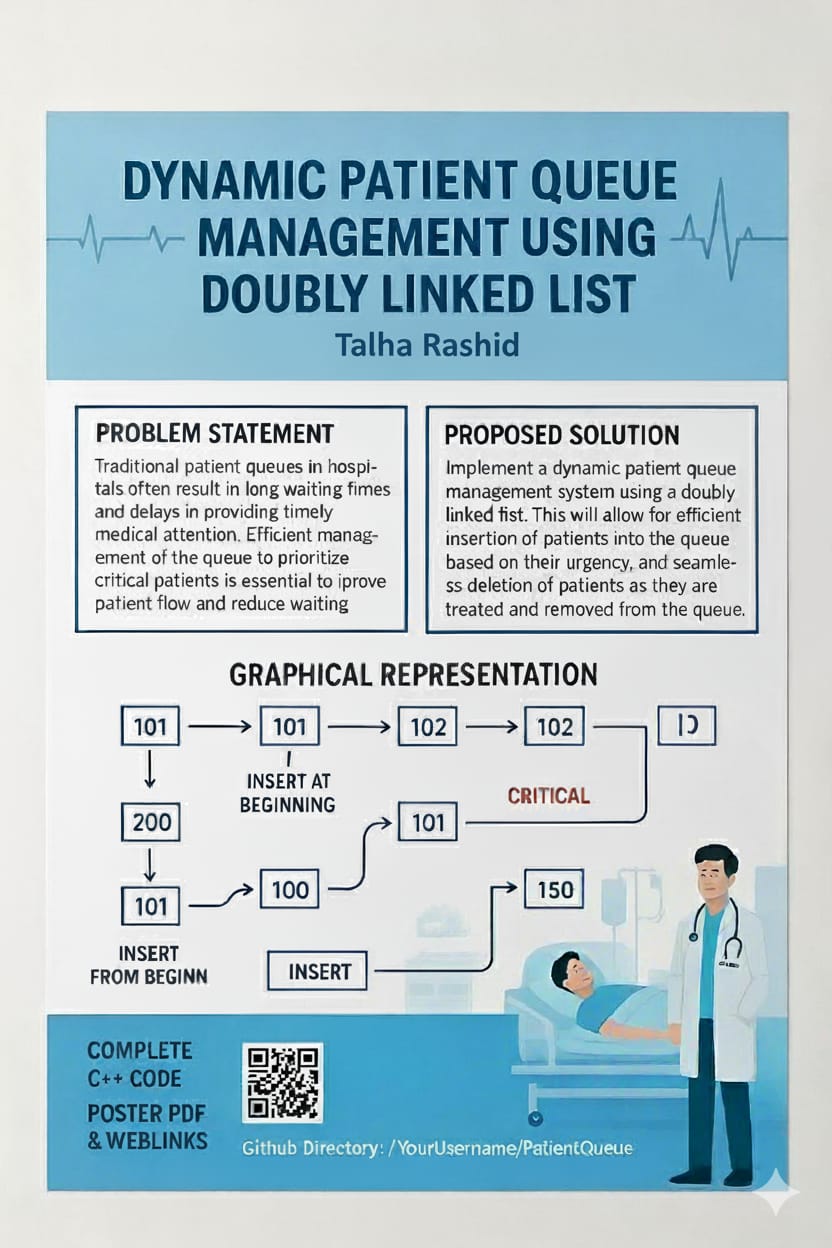 DYNAMIC PATIENT QUEUE
MANAGEMENT USING
DOUBLY LINKED LIST
Talha Rashid
PROBLEM STATEMENT
Traditional patient queues in hospi-
tals often result in long waiting fimes
and delays in providing timely
medical attention. Efficient manag-
ement of the queue to prioritize
critical patients is essential to iprove
patient flow and reduce waiting
PROPOSED SOLUTION
Implement a dynamic patient queue
management system using a doubly
linked fist. This will allow for efficient
insertion of patients into the queue
based on their urgency, and seamle-
ss deletion of patients as they are
treated and removed from the queue.
GRAPHICAL REPRESENTATION
101 101 102 102
INSERT AT
BEGINNING
CRITICAL
200 101
101 100 150
INSERT
FROM BEGINN
INSERT
COMPLETE
C++ CODE
POSTER PDF
& WEBLINKS
Github Directory: /YourUsername/PatientQueue